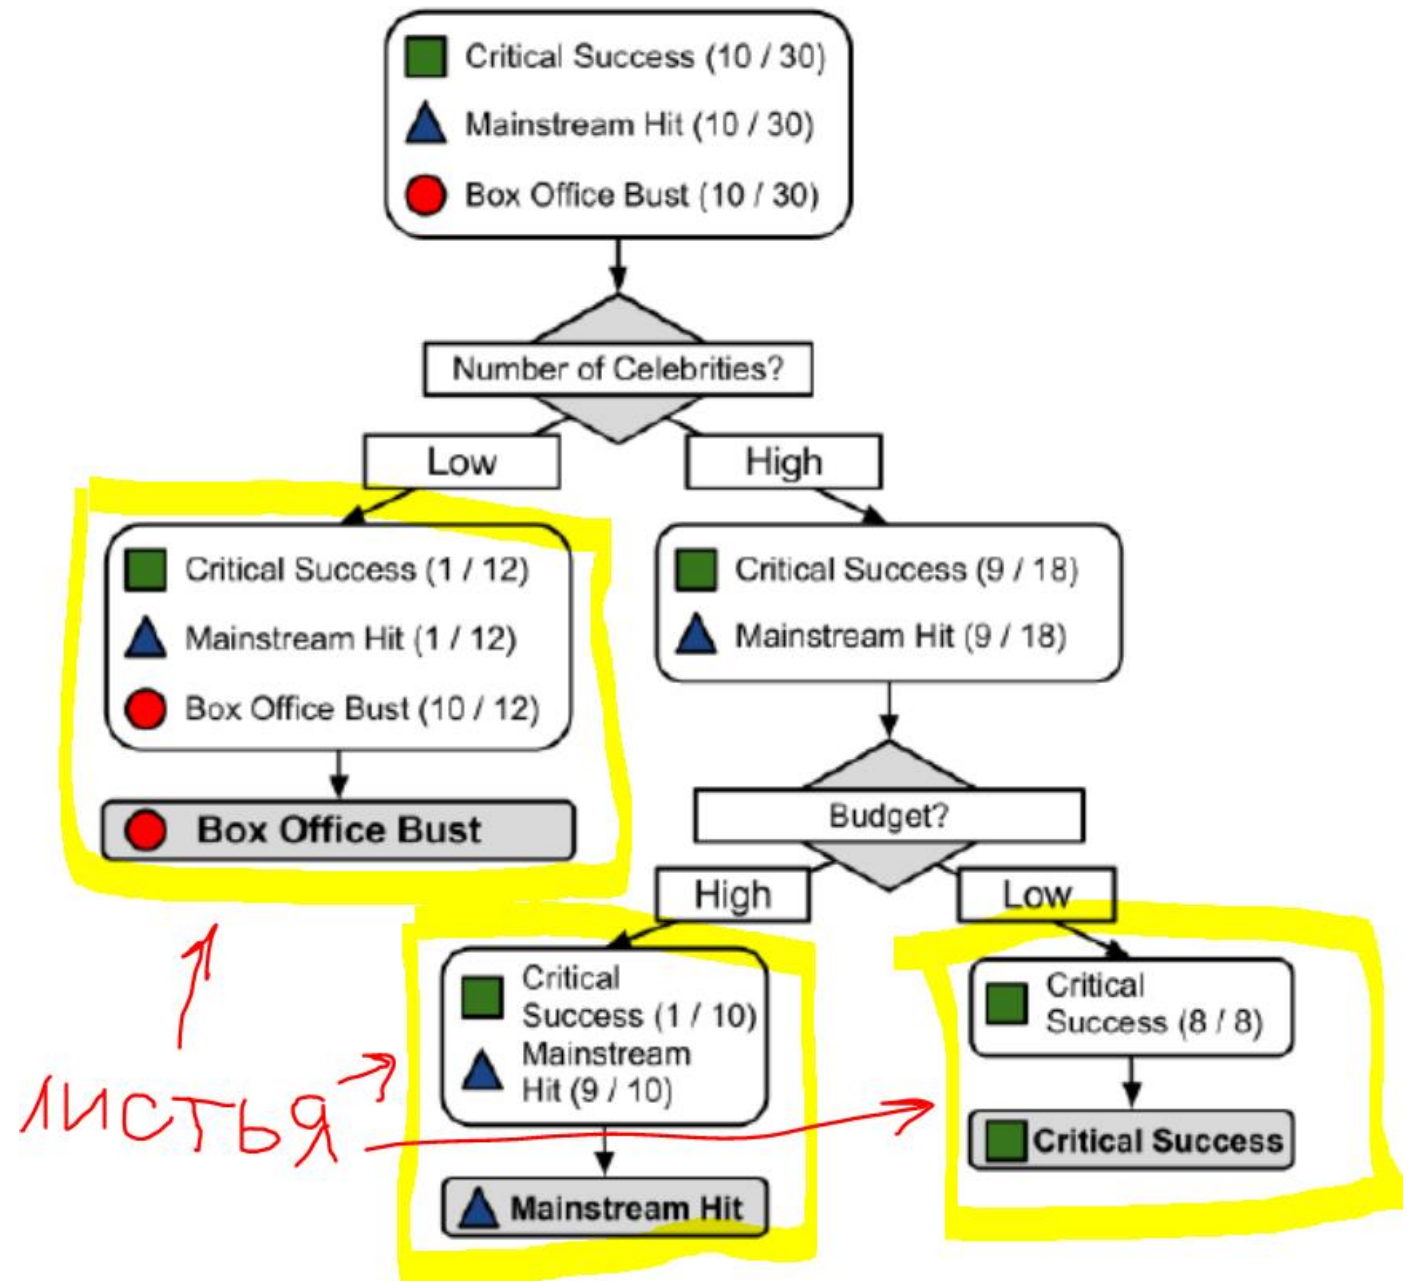 Critical Success (10 / 30)
Mainstream Hit (10 / 30)
Box Office Bust (10 / 30)
Number of Celebrities?
Low
High
Critical Success (1 / 12)
Mainstream Hit (1 / 12)
Box Office Bust (10 / 12)
Box Office Bust
Critical Success (9 / 18)
Mainstream Hit (9 / 18)
Budget?
High
Low
Critical
Success (1 / 10)
Mainstream
Hit (9 / 10)
Mainstream Hit
Critical
Success (8 / 8)
Critical Success
листья